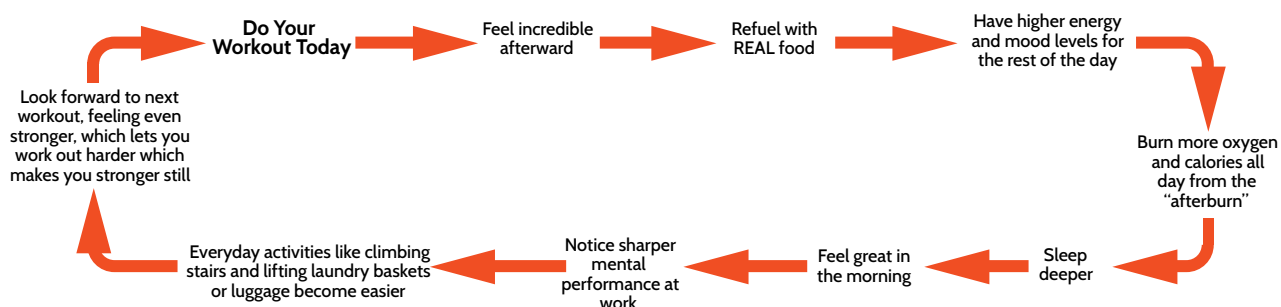 Do Your
Workout Today
Feel incredible
afterward
Refuel with
REAL food
Have higher energy
and mood levels for
the rest of the day
Burn more oxygen
and calories all
day from the
“afterburn”
Sleep
deeper
Feel great in
the morning
Notice sharper
mental
performance at
work
Everyday activities like climbing
stairs and lifting laundry baskets
or luggage become easier
Look forward to next
workout, feeling even
stronger, which lets you
work out harder which
makes you stronger still